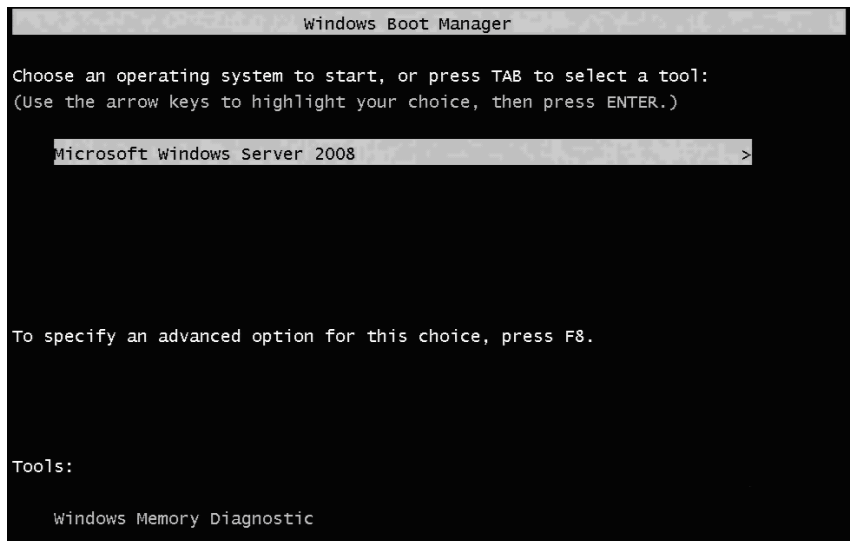 Windows Boot Manager
Choose an operating system to start, or press TAB to select a tool:
(Use the arrow keys to highlight your choice, then press ENTER.)
Microsoft Windows Server 2008 >
To specify an advanced option for this choice, press F8.
Tools:
Windows Memory Diagnostic